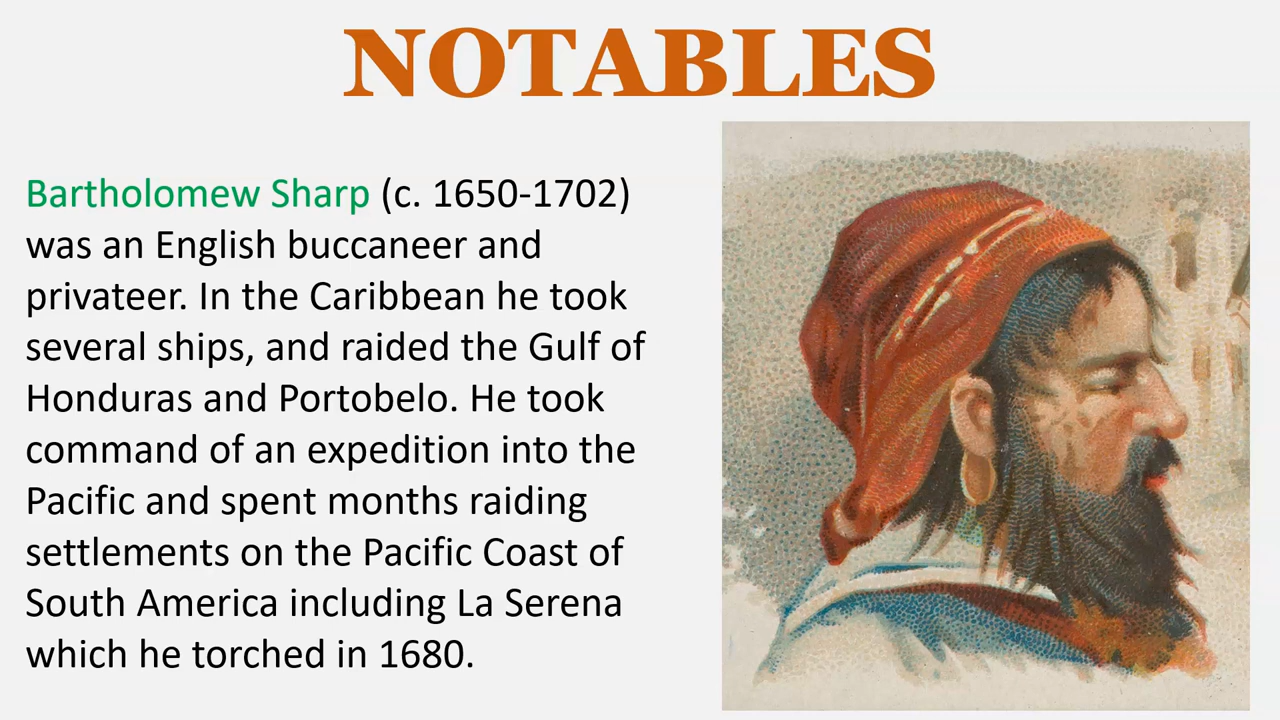 NOTABLES
Bartholomew Sharp (c. 1650-1702)
was an English buccaneer and
privateer. In the Caribbean he took
several ships, and raided the Gulf of
Honduras and Portobelo. He took
command of an expedition into the
Pacific and spent months raiding
settlements on the Pacific Coast of
South America including La Serena
which he torched in 1680.